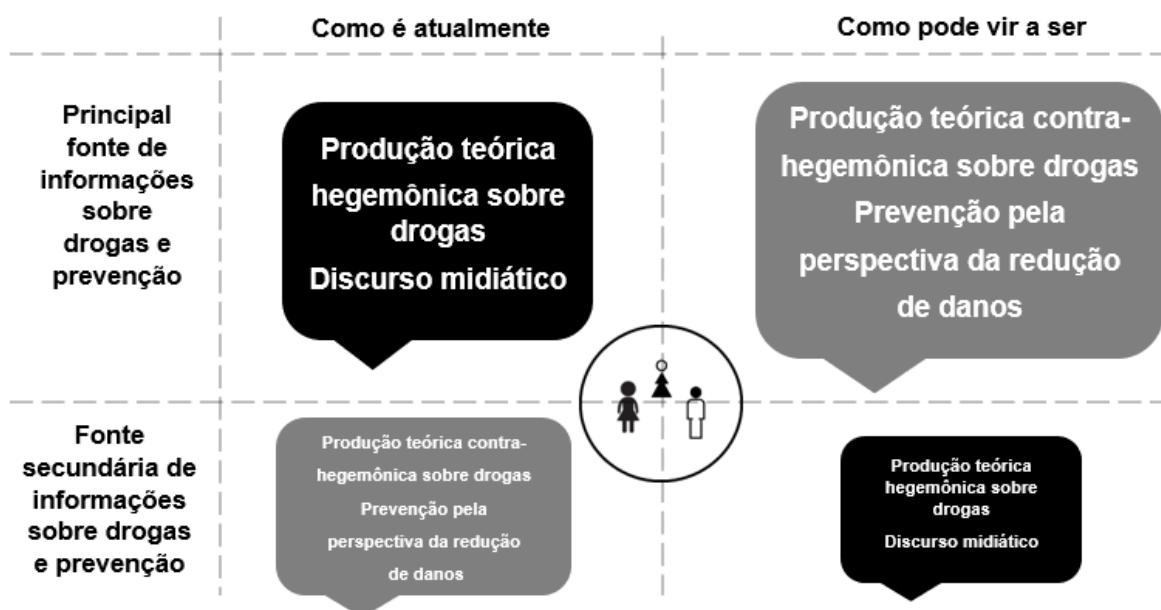 Como é atualmente
Como pode vir a ser
Principal
fonte de
informações
sobre
drogas e
prevenção
Produção teórica
hegemônica sobre
drogas
Discurso midiático
Produção teórica contra-
hegemônica sobre drogas
Prevenção pela
perspectiva da redução
de danos
Fonte
secundária de
informações
sobre drogas
e prevenção
Produção teórica contra-
hegemônica sobre drogas
Prevenção pela
perspectiva da redução
de danos
Produção teórica
hegemônica sobre
drogas
Discurso midiático